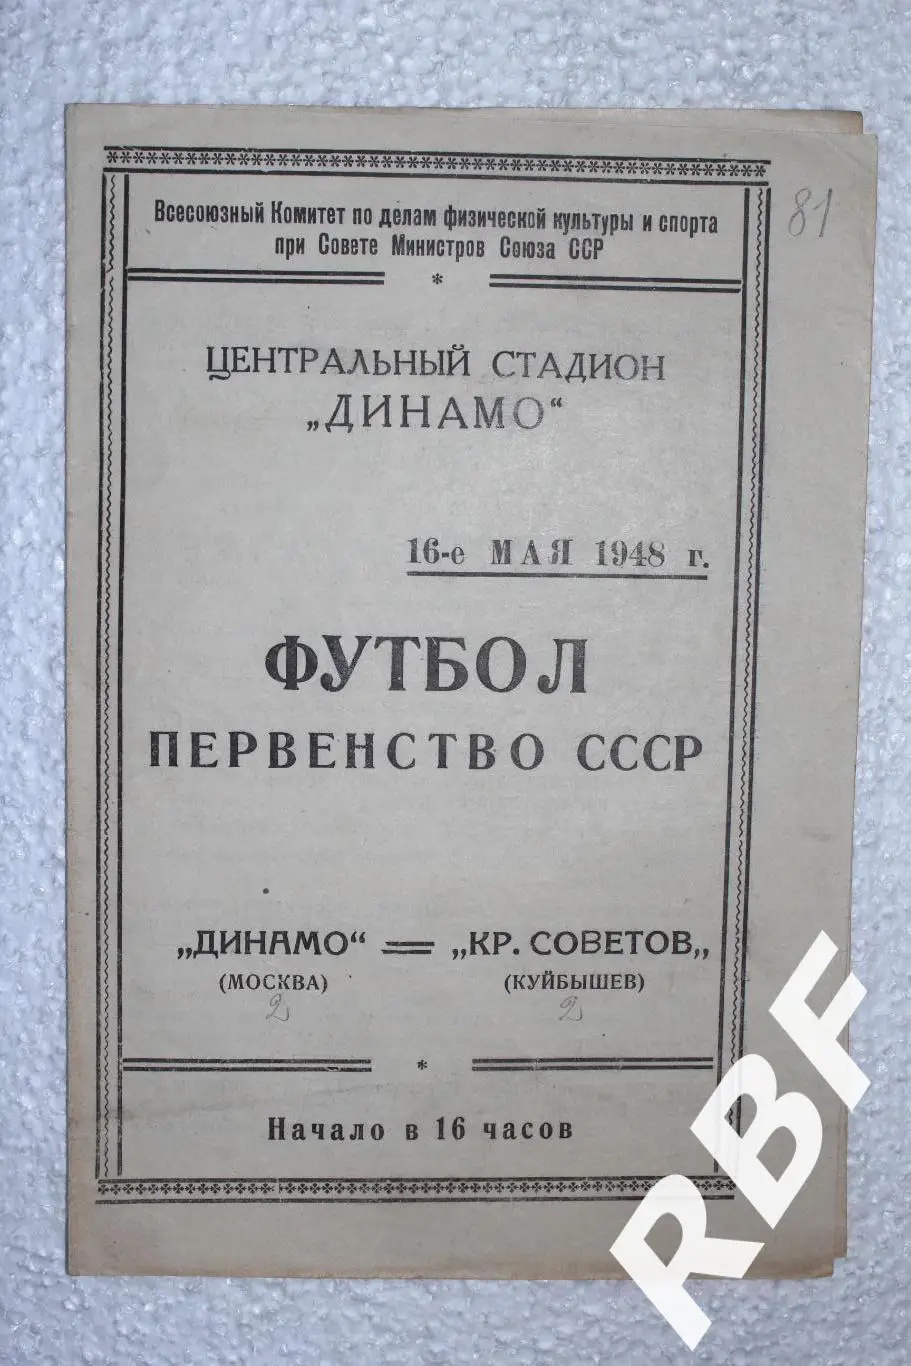 Всесоюзный Комитет по делам физической культуры и спорта
при Совете Министров Союза ССР
*
81
ЦЕНТРАЛЬНЫЙ СТАДИОН
„ДИНАМО“
16-е МАЯ 1948 г.
ФУТБОЛ
ПЕРВЕНСТВО СССР
„ДИНАМО“ = „КР. СОВЕТОВ„
(МОСКВА) (КУЙБЫШЕВ)
2 2
*
Начало в 16 часов
RBF